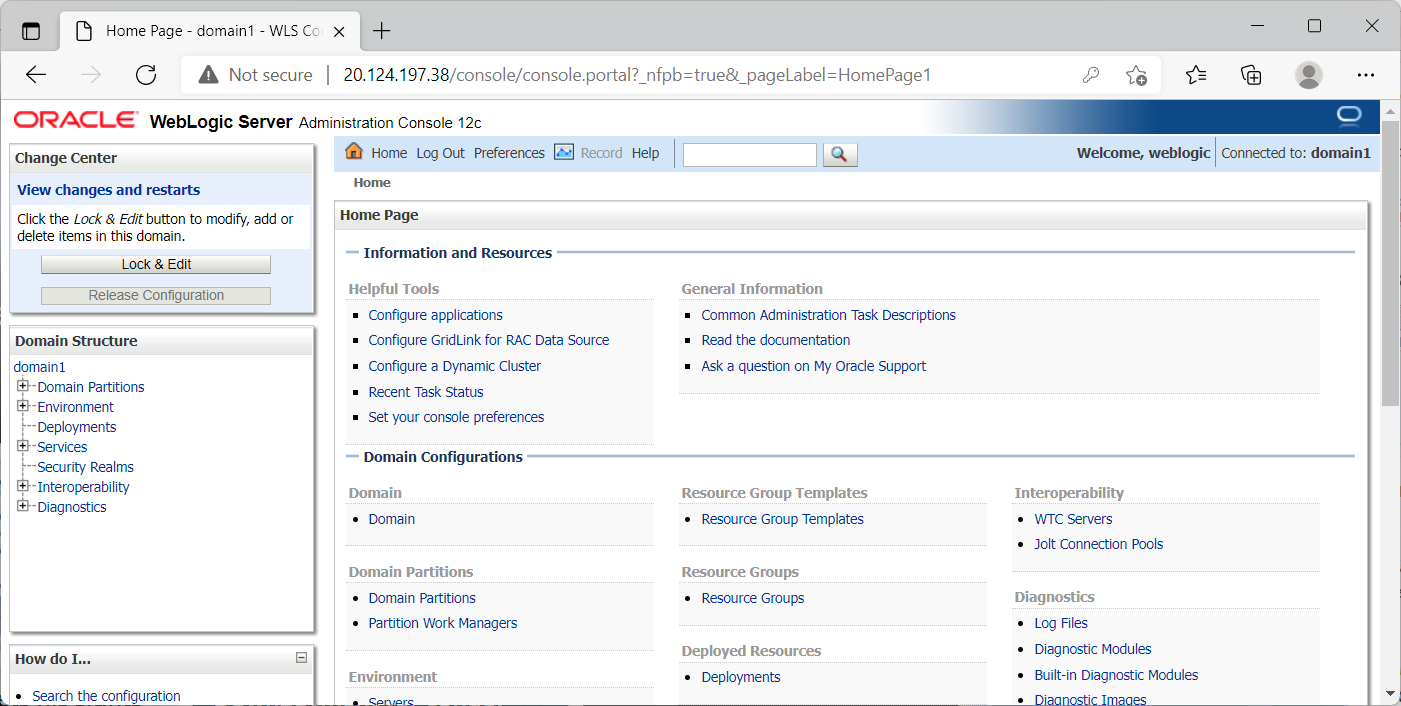 Home Page - domain1 - WLS Co
Not secure | 20.124.197.38/console/console.portal?_nfpb=true&_pageLabel=HomePage1
ORACLE WebLogic Server Administration Console 12c
Change Center
View changes and restarts
Click the Lock & Edit button to modify, add or
delete items in this domain.
Lock & Edit
Release Configuration
Domain Structure
domain1
Domain Partitions
Environment
Deployments
Services
Security Realms
Interoperability
Diagnostics
How do I...
Search the configuration
Home Log Out Preferences Record Help
Welcome, weblogic Connected to: domain1
Home
Home Page
Information and Resources
Helpful Tools
Configure applications
Configure GridLink for RAC Data Source
Configure a Dynamic Cluster
Recent Task Status
Set your console preferences
General Information
Common Administration Task Descriptions
Read the documentation
Ask a question on My Oracle Support
Domain Configurations
Domain
Domain
Domain Partitions
Domain Partitions
Partition Work Managers
Environment
Servers
Resource Group Templates
Resource Group Templates
Resource Groups
Resource Groups
Deployed Resources
Deployments
Interoperability
WTC Servers
Jolt Connection Pools
Diagnostics
Log Files
Diagnostic Modules
Built-in Diagnostic Modules
Diagnostic Images